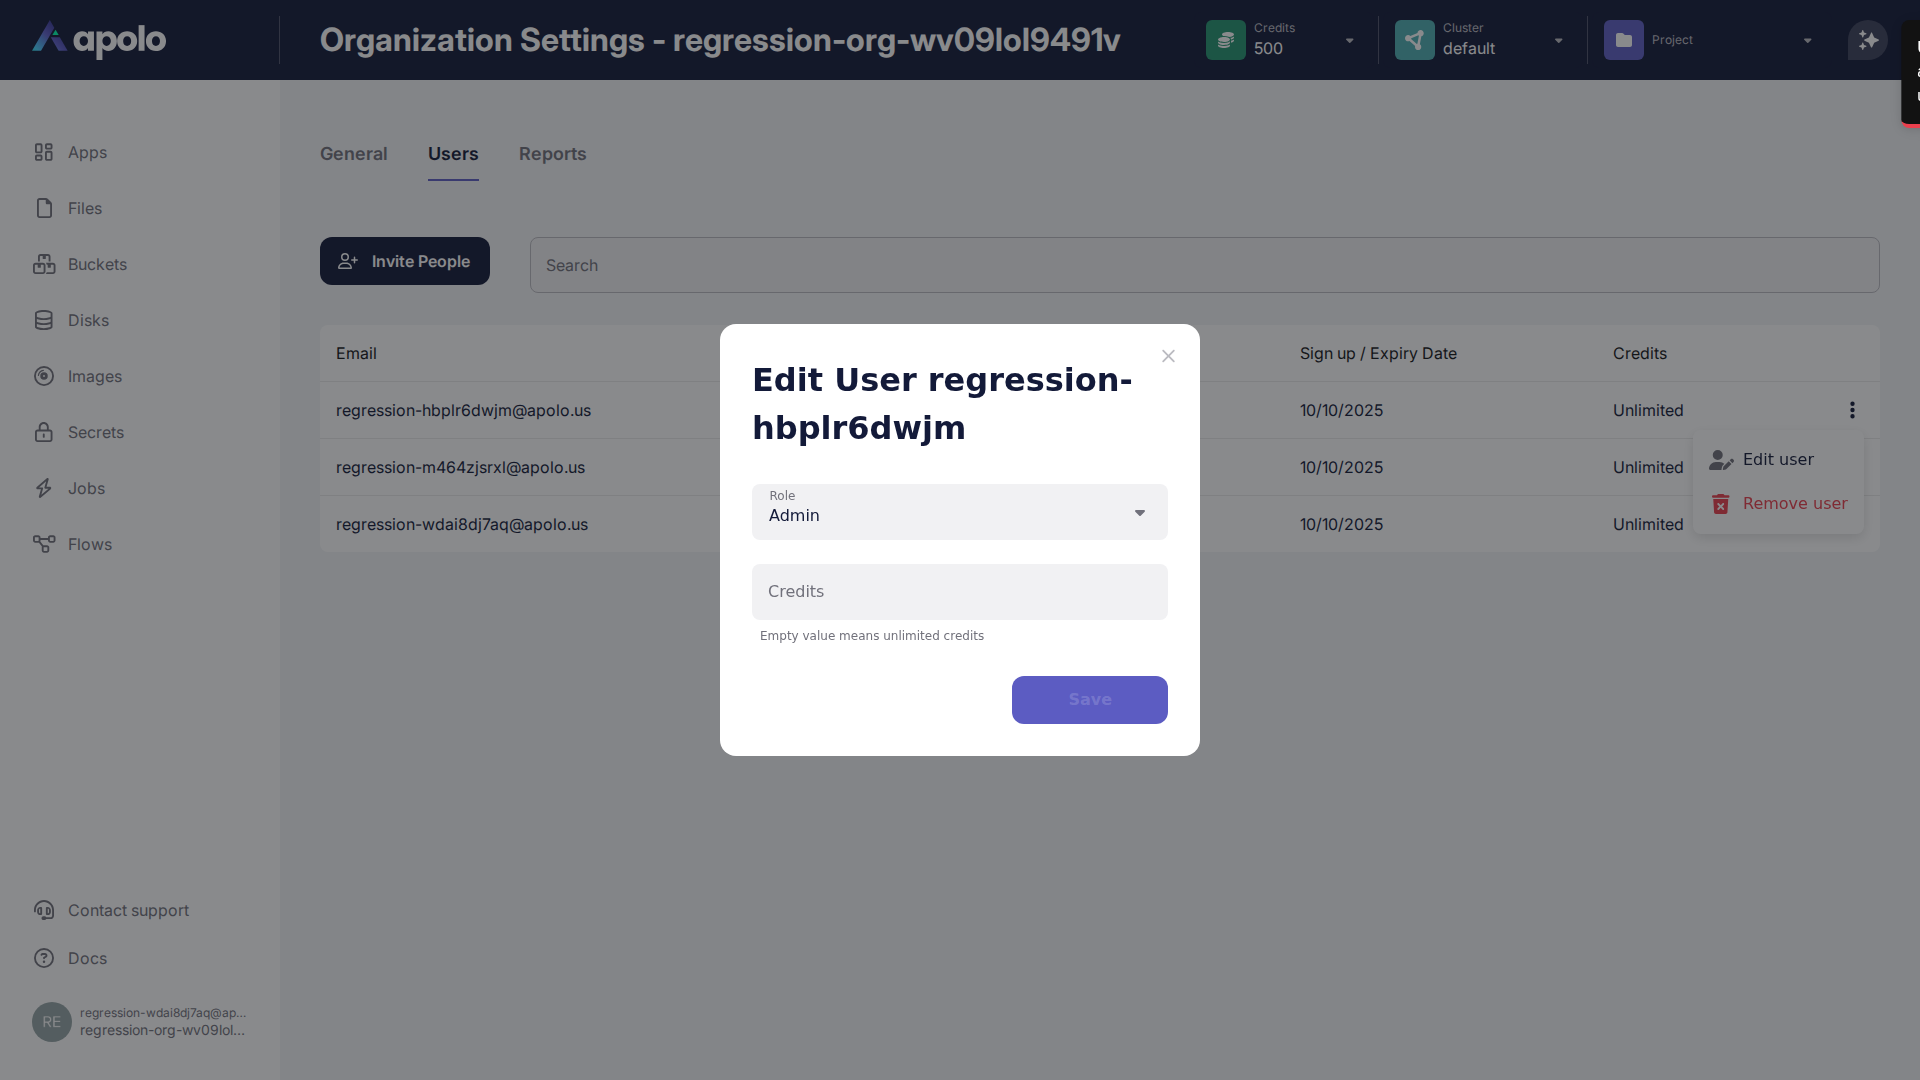 apolo
Organization Settings - regression-org-wv09lol9491v
Credits
500
Cluster
default
Project
Apps
Files
Buckets
Disks
Images
Secrets
Jobs
Flows
General Users Reports
Invite People
Search
Email Sign up / Expiry Date Credits
regression-hbplr6dwjm@apolo.us 10/10/2025 Unlimited
regression-m464zjsrxl@apolo.us 10/10/2025 Unlimited
regression-wdai8dj7aq@apolo.us 10/10/2025 Unlimited
Edit user
Remove user
Edit User regression-
hbplr6dwjm
Role
Admin
Credits
Empty value means unlimited credits
Save
Contact support
Docs
RE
regression-wdai8dj7aq@ap...
regression-org-wv09lol...